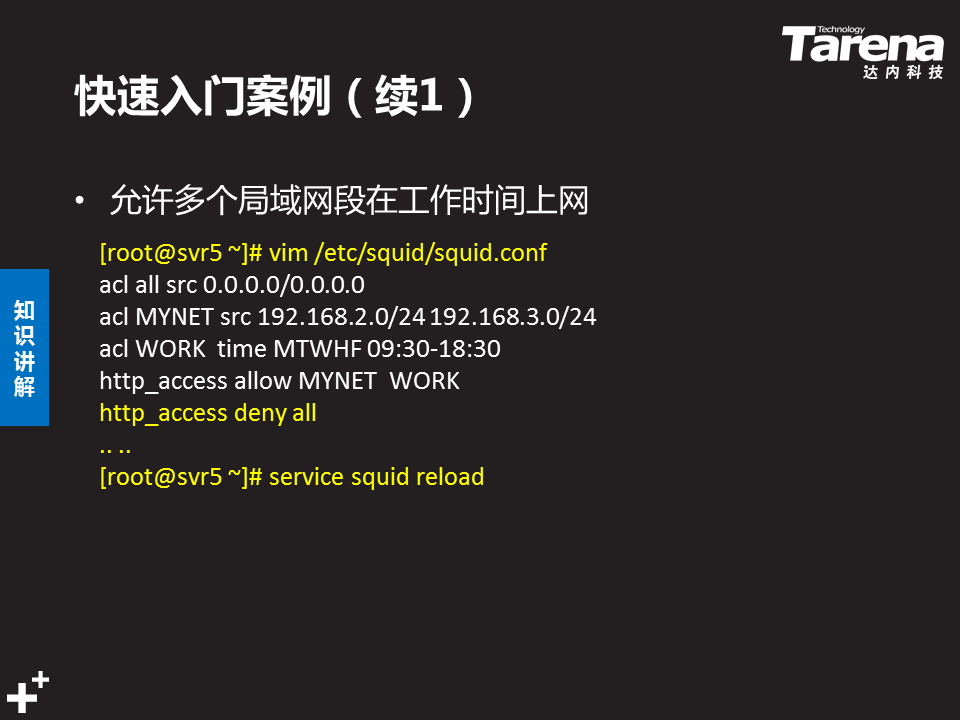 Technology
Tarena
达内科技
快速入门案例（续1）
• 允许多个局域网段在工作时间上网
[root@svr5 ~]# vim /etc/squid/squid.conf
acl all src 0.0.0.0/0.0.0.0
acl MYNET src 192.168.2.0/24 192.168.3.0/24
acl WORK  time MTWHF 09:30-18:30
http_access allow MYNET  WORK
http_access deny all
.. ..
[root@svr5 ~]# service squid reload
知识讲解